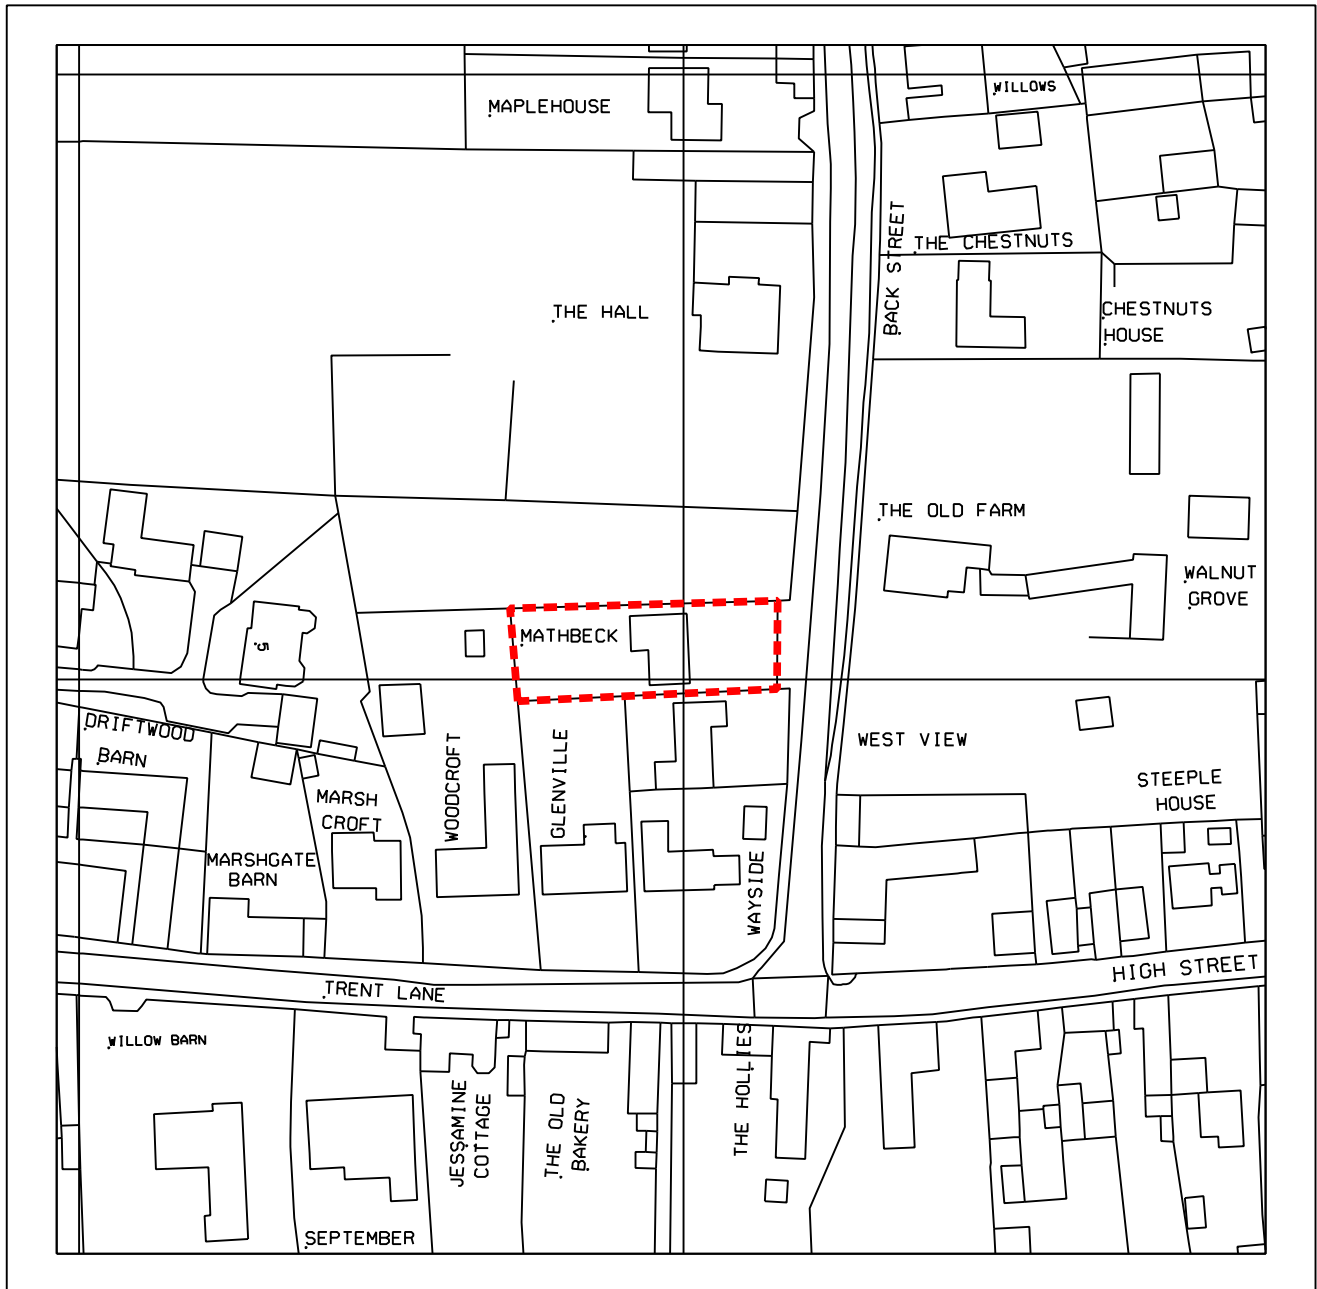 MAPLEHOUSE
WILLOWS
BACK STREET
THE CHESTNUTS
THE HALL
CHESTNUTS
HOUSE
THE OLD FARM
WALNUT
GROVE
MATHBECK
5
DRIFTWOOD
BARN
WOODCROFT
GLENVILLE
WEST VIEW
STEEPLE
HOUSE
MARSH
CROFT
MARSHGATE
BARN
WAYSIDE
TRENT LANE
HIGH STREET
WILLOW BARN
JESSAMINE
COTTAGE
THE OLD
BAKERY
THE HOLLIES
SEPTEMBER